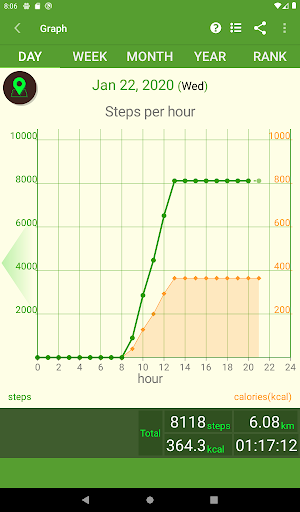 8:06
Graph
DAY WEEK MONTH YEAR RANK
Jan 22, 2020 (Wed)
Steps per hour
10000
8000
6000
4000
2000
1000
800
600
400
200
0 2 4 6 8 10 12 14 16 18 20 22 24
hour
steps calories(kcal)
Total 8118 steps 6.08 km
364.3 kcal 01:17:12